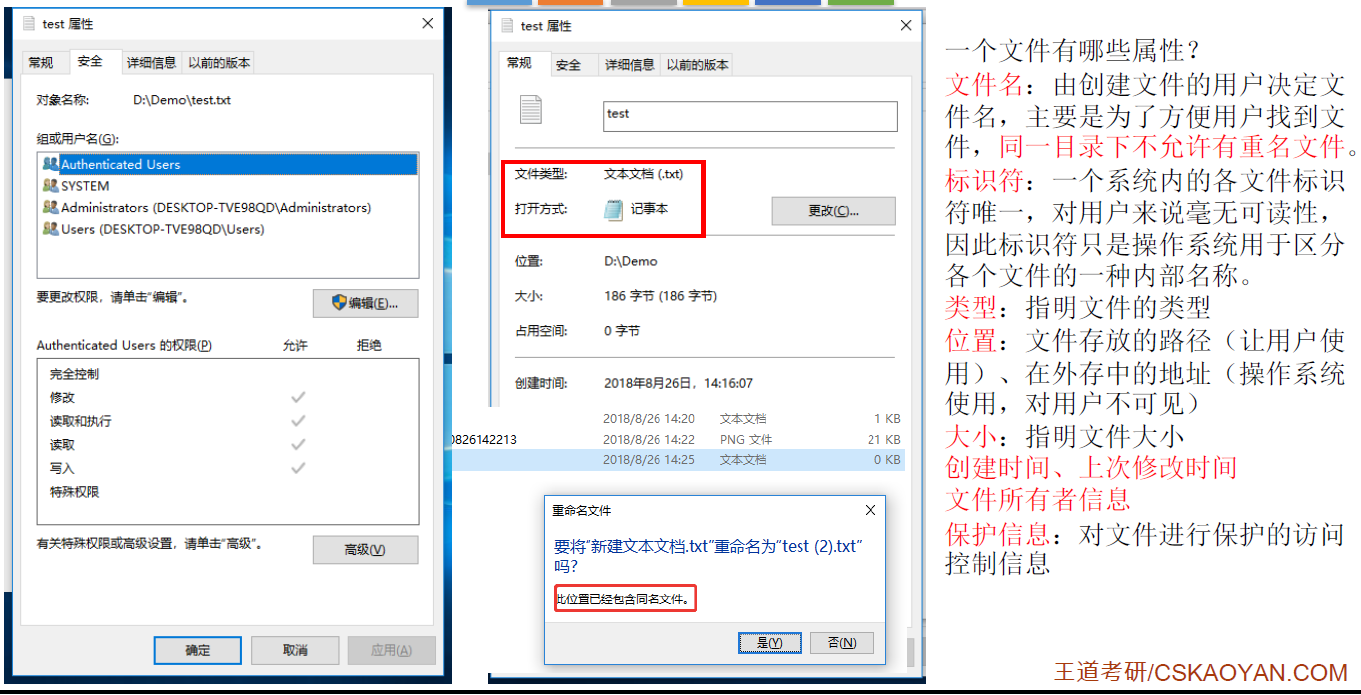 test 属性
常规 安全 详细信息 以前的版本
对象名称: D:\Demo\test.txt
组或用户名(G):
Authenticated Users
SYSTEM
Administrators (DESKTOP-TVE98QD\Administrators)
Users (DESKTOP-TVE98QD\Users)
要更改权限，请单击"编辑"。
编辑(E)...
Authenticated Users 的权限(P) 允许 拒绝
完全控制
修改
读取和执行
读取
写入
特殊权限
有关特殊权限或高级设置，请单击"高级"。
高级(V)
确定 取消 应用(A)
test 属性
常规 安全 详细信息 以前的版本
test
文件类型: 文本文档 (.txt)
打开方式: 记事本
更改(C)...
位置: D:\Demo
大小: 186 字节 (186 字节)
占用空间: 0 字节
创建时间: 2018年8月26日，14:16:07
2018/8/26 14:20 文本文档 1 KB
0826142213 2018/8/26 14:22 PNG 文件 21 KB
2018/8/26 14:25 文本文档 0 KB
重命名文件
要将"新建文本文档.txt"重命名为"test (2).txt"
吗?
此位置已经包含同名文件。
是(Y) 否(N)
一个文件有哪些属性？
文件名：由创建文件的用户决定文
件名，主要是为了方便用户找到文
件，同一目录下不允许有重名文件。
标识符：一个系统内的各文件标识
符唯一，对用户来说毫无可读性，
因此标识符只是操作系统用于区分
各个文件的一种内部名称。
类型：指明文件的类型
位置：文件存放的路径（让用户使
用）、在外存中的地址（操作系统
使用，对用户不可见）
大小：指明文件大小
创建时间、上次修改时间
文件所有者信息
保护信息：对文件进行保护的访问
控制信息
王道考研/CSKAOYAN.COM